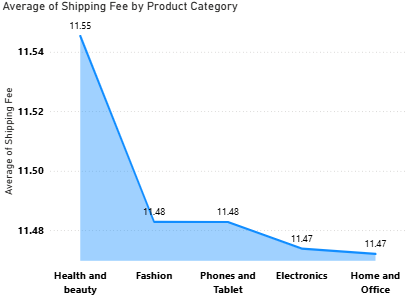 Average of Shipping Fee by Product Category
Average of Shipping Fee
11.54
11.52
11.50
11.48
11.55
11.48
11.48
11.47
11.47
Health and
beauty
Fashion
Phones and
Tablet
Electronics
Home and
Office